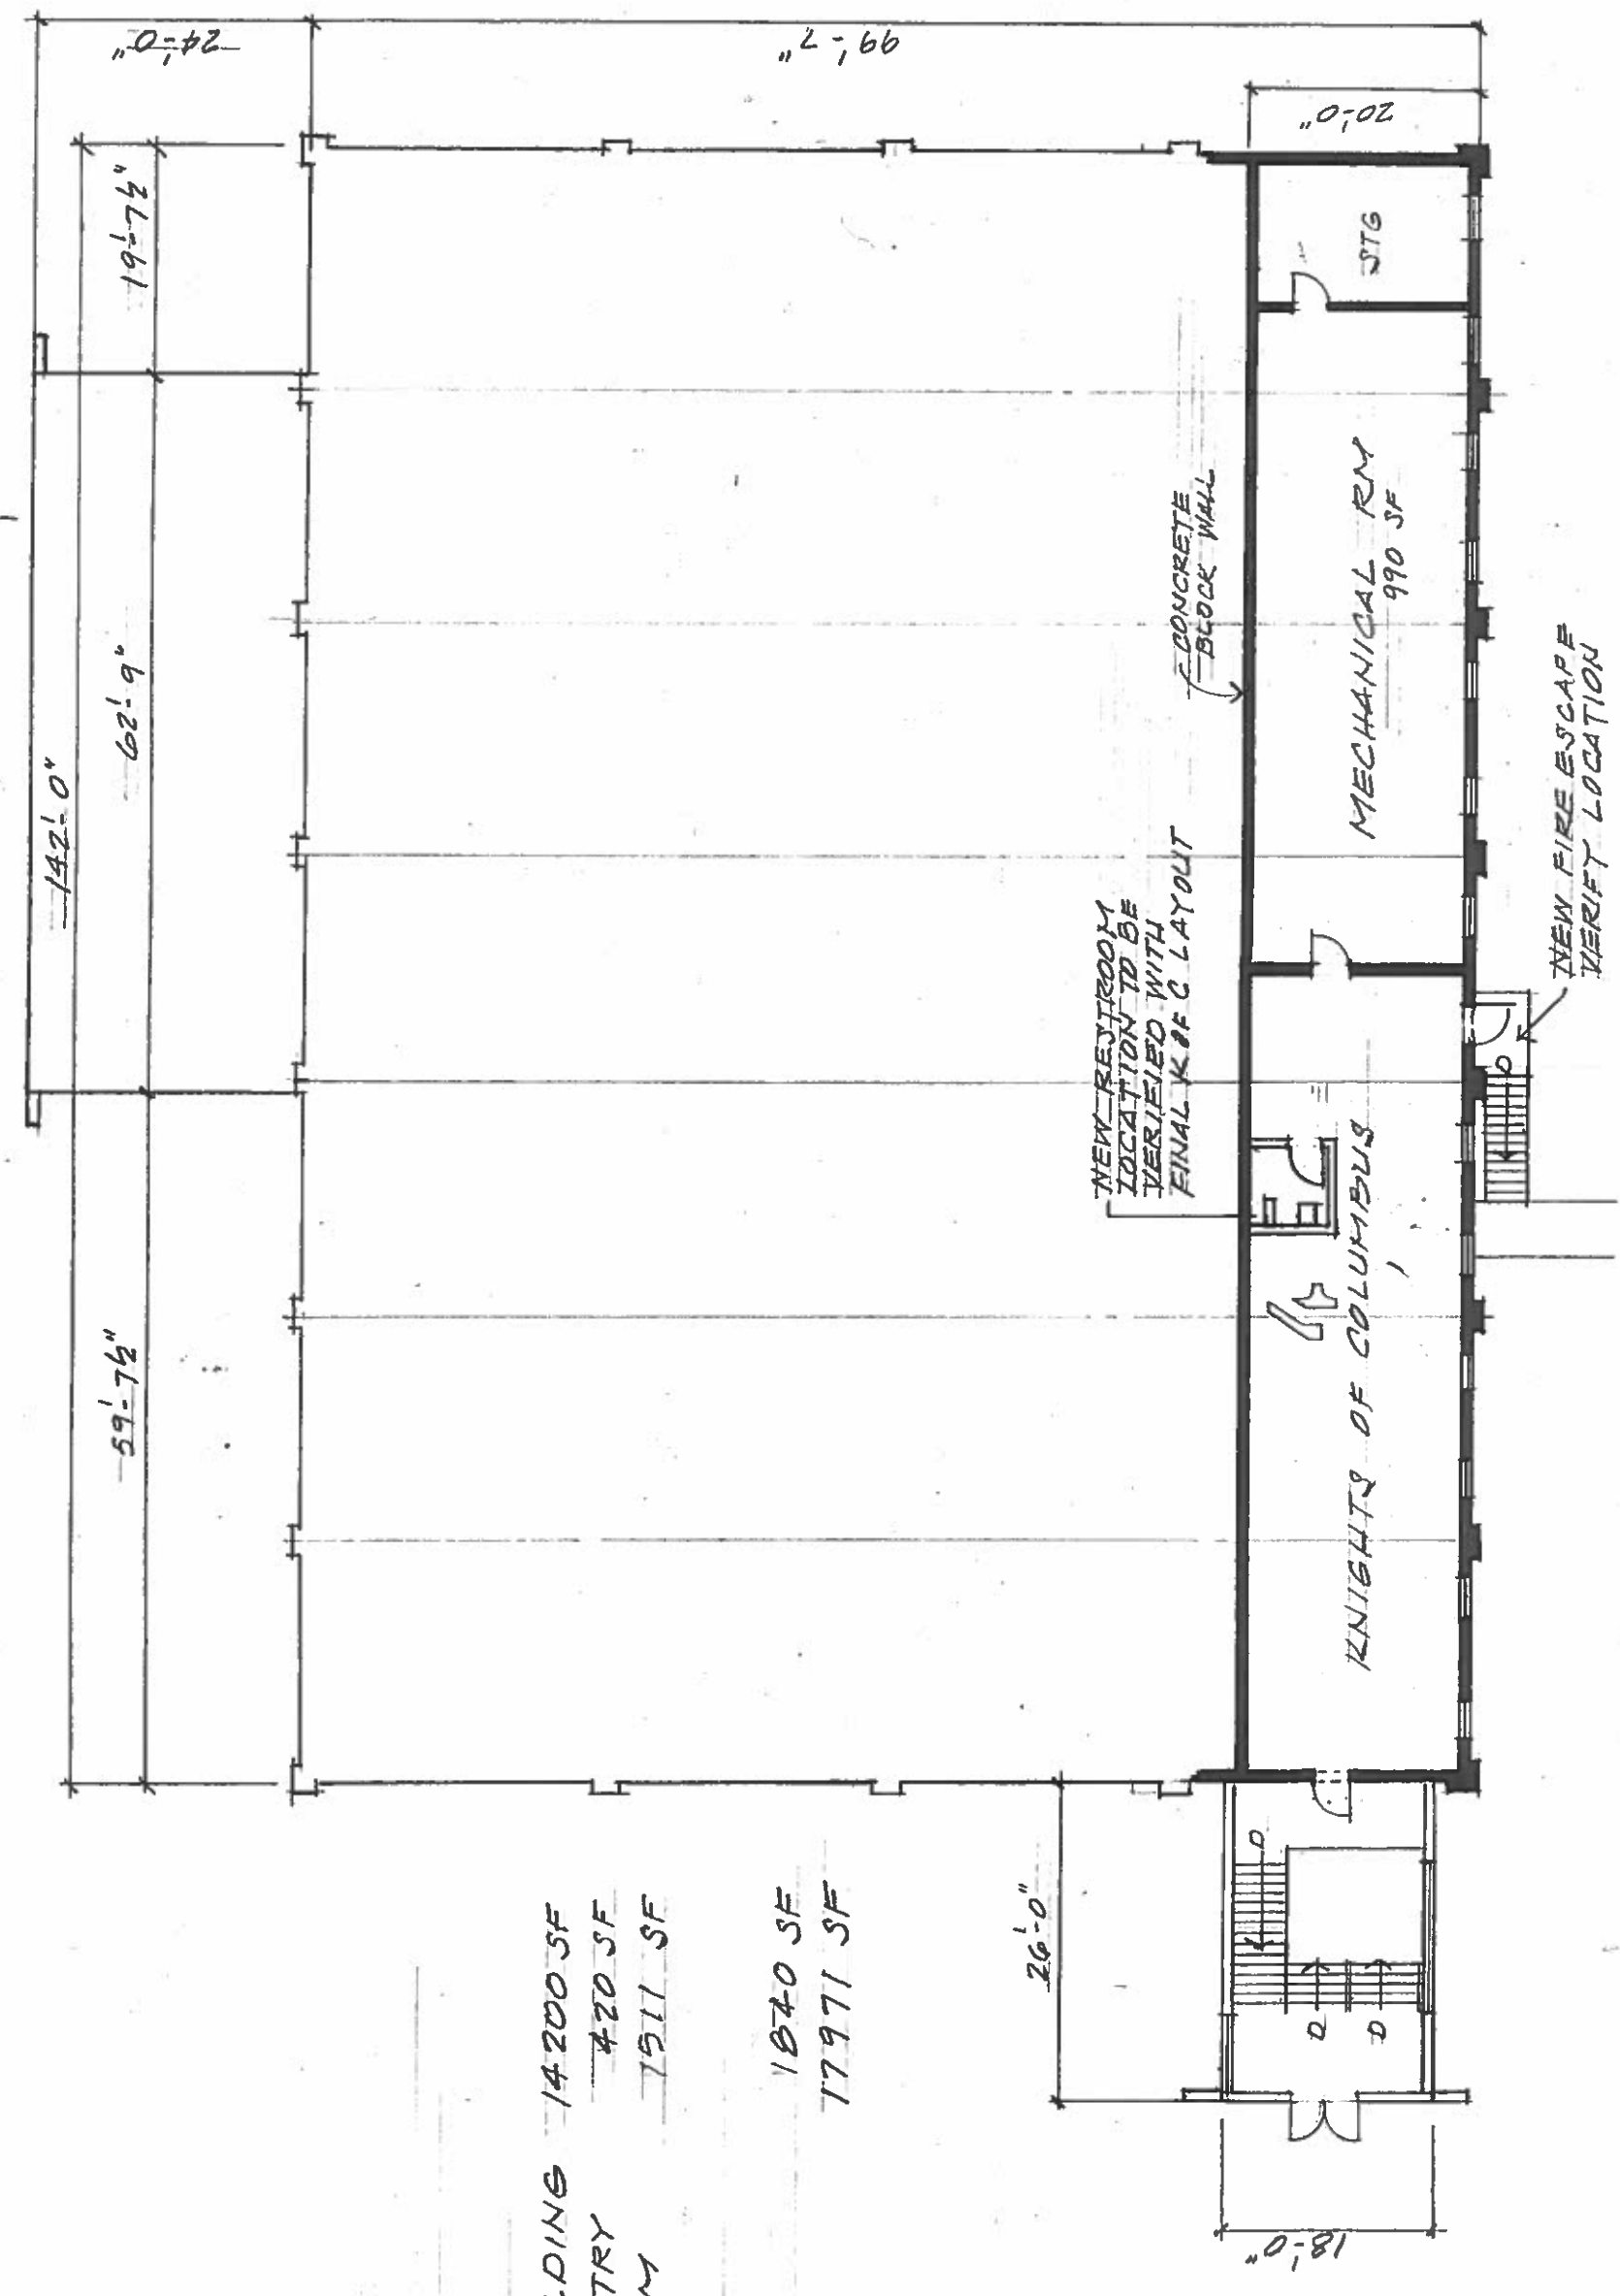 142'-0"
59'-7½"
62'-9"
19'-7½"
24'-0"
99'-7"
20'-0"
DING 14200 SF
TRY 420 SF
M 1511 SF
1840 SF
17971 SF
26'-0"
18'-0"
NEW RESTROOM
LOCATION TO BE
VERIFIED WITH
FINAL K OF C LAYOUT
CONCRETE
BLOCK WALL
KNIGHTS OF COLUMBUS
MECHANICAL RM
990 SF
STG
D
D
D
D
NEW FIRE ESCAPE
VERIFY LOCATION